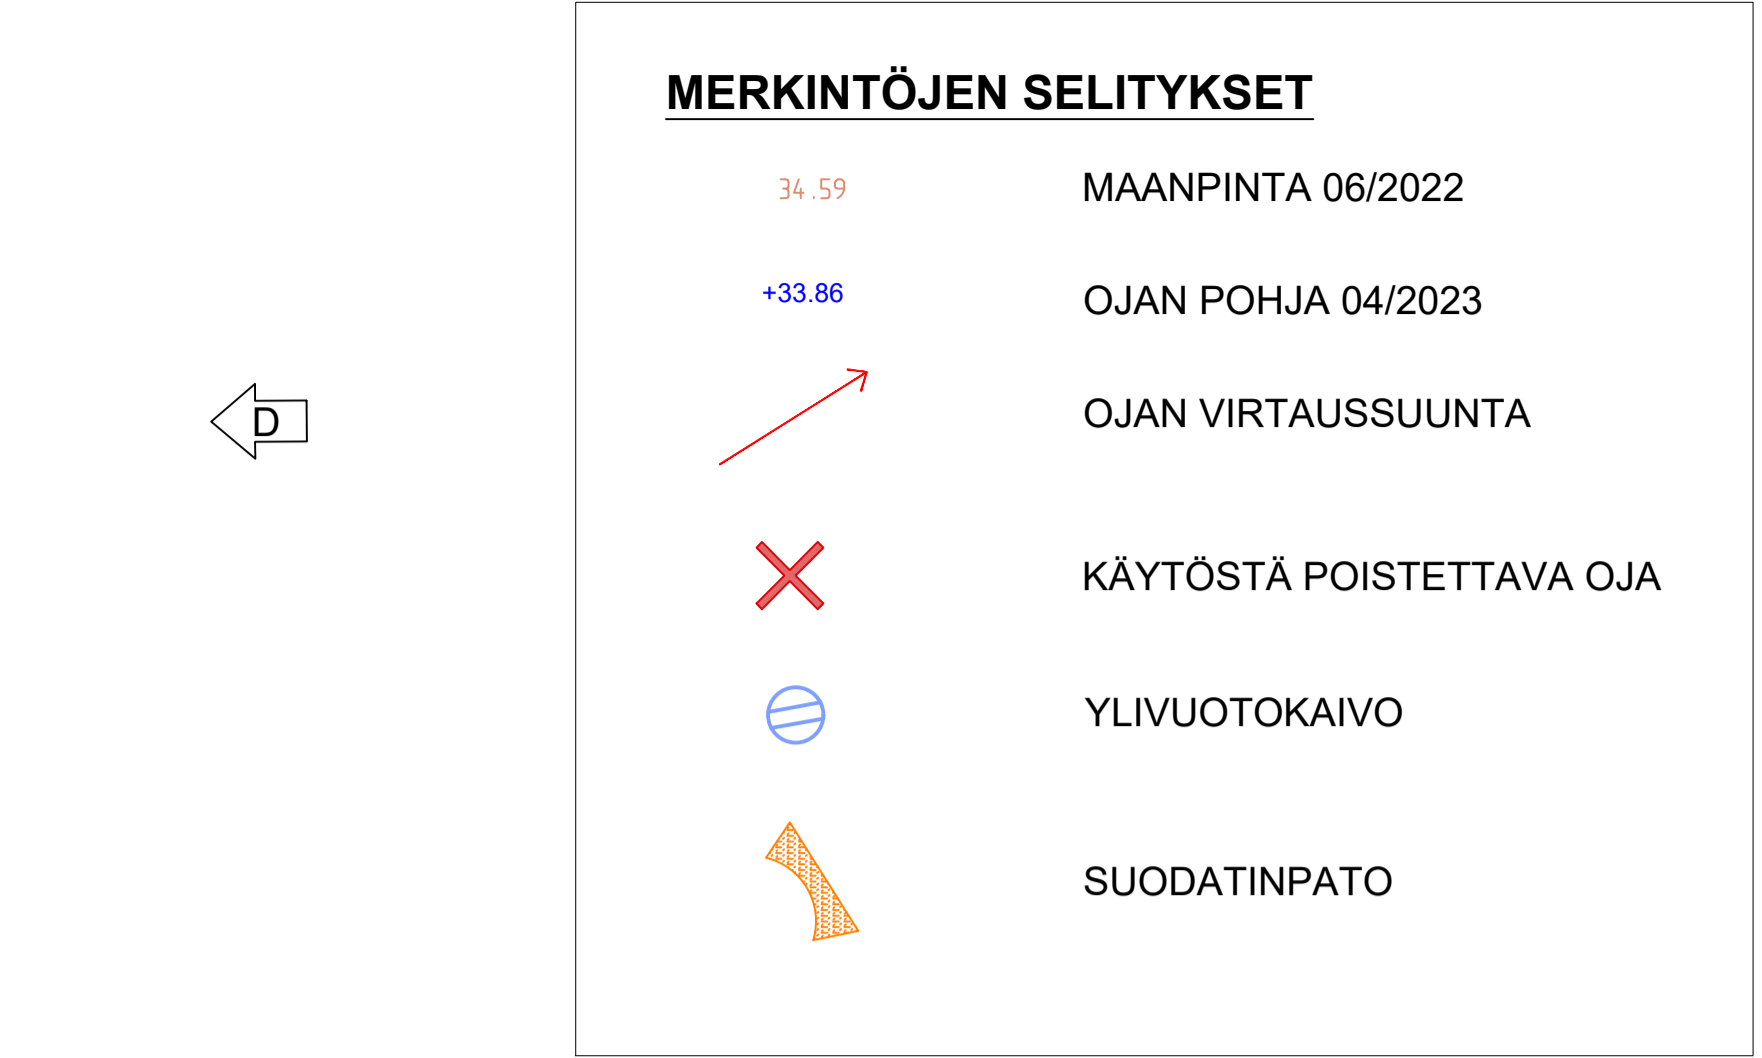 MERKINTÖJEN SELITYKSET
34.59 MAANPINTA 06/2022
+33.86 OJAN POHJA 04/2023
D
OJAN VIRTAUSSUUNTA
KÄYTÖSTÄ POISTETTAVA OJA
YLIVUOTOKAIVO
SUODATINPATO